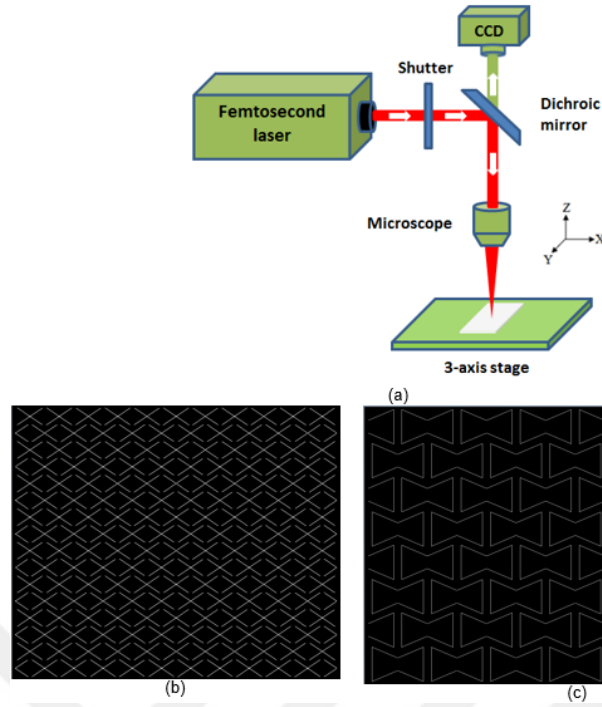 CCD
Shutter
Femtosecond
laser
Dichroic
mirror
Microscope
Z
X
Y
3-axis stage
(a)
(b)
(c)